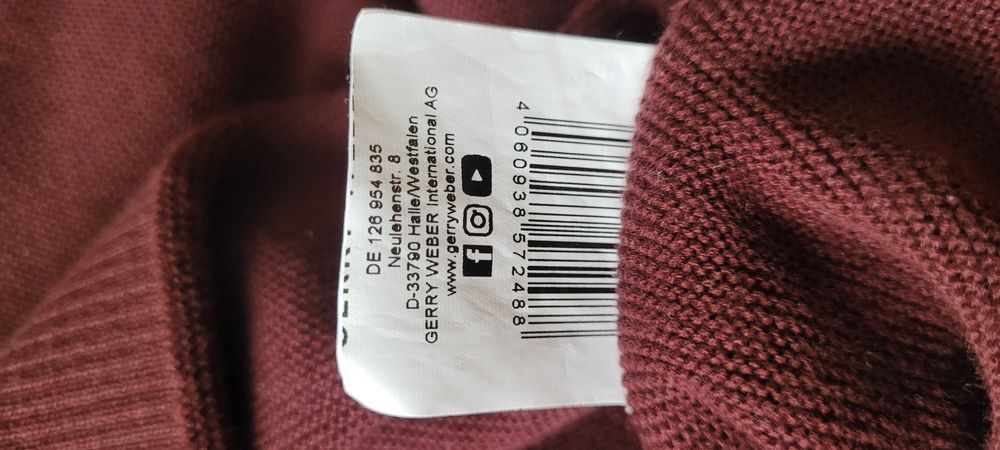 DE 126 954 835
Neulehenstr. 8
D-33790 Halle/Westfalen
GERRY WEBER International AG
www.gerryweber.com
4 060938 572488